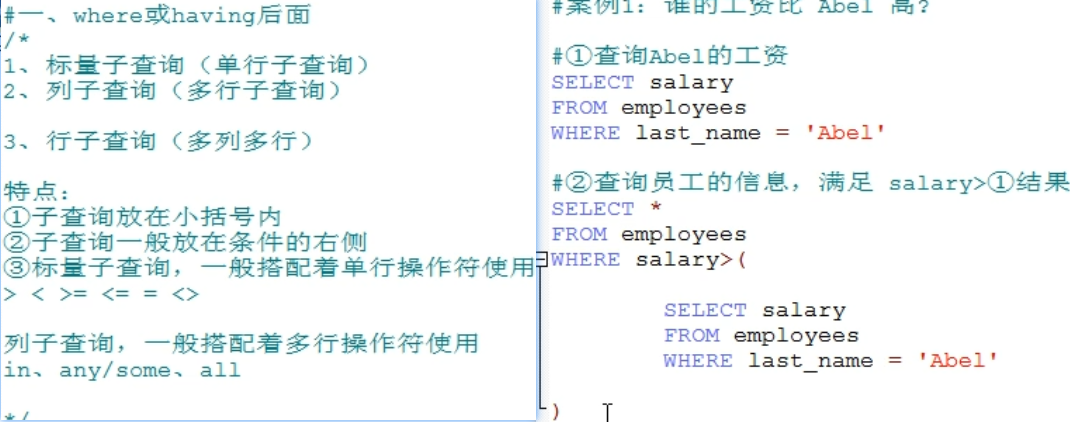 #一、where或having后面
/*
1、标量子查询（单行子查询）
2、列子查询（多行子查询）
3、行子查询（多列多行）
特点：
①子查询放在小括号内
②子查询一般放在条件的右侧
③标量子查询，一般搭配着单行操作符使用
> < >= <= = <>
列子查询，一般搭配着多行操作符使用
in、any/some、all
*/
#案例1：谁的工资比 Abel 高?
#①查询Abel的工资
SELECT salary
FROM employees
WHERE last_name = 'Abel'
#②查询员工的信息，满足 salary>①结果
SELECT *
FROM employees
WHERE salary>(
SELECT salary
FROM employees
WHERE last_name = 'Abel'
)